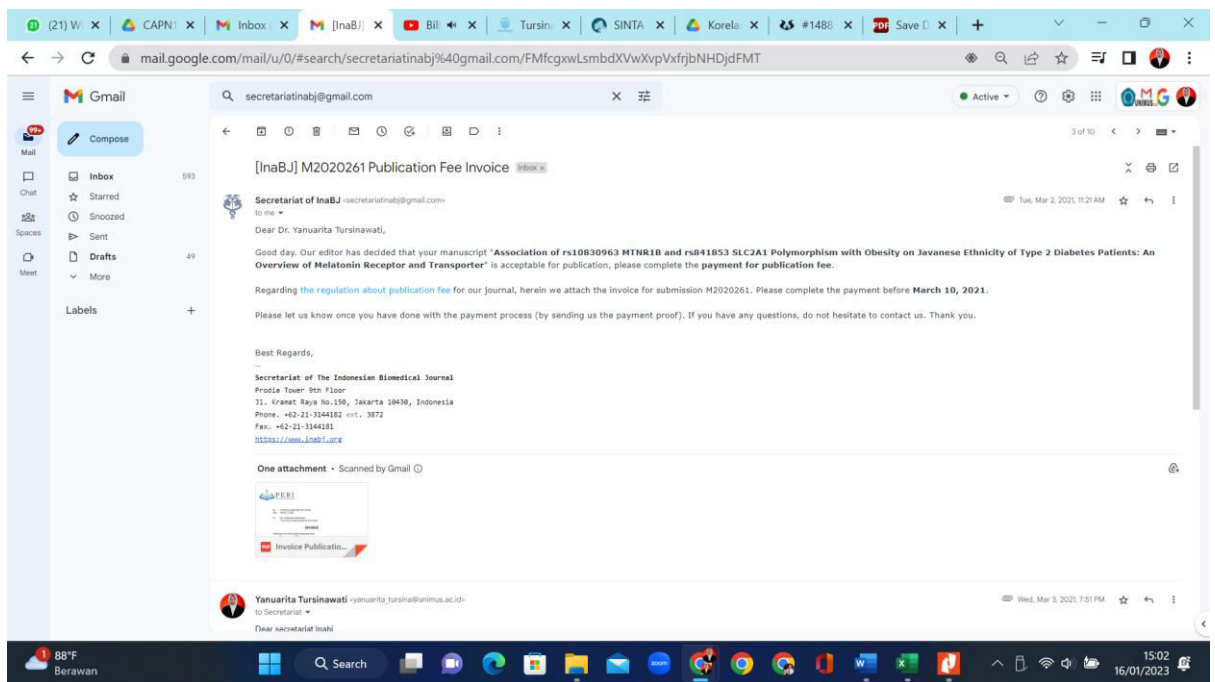 (21) W
CAPN1
Inbox
[InaBJ]
Bill
Tursin
SINTA
Korela
#1488
PDF Save D
mail.google.com/mail/u/0/#search/secretariatinabj%40gmail.com/FMfcgxwLsmbdXVwXvpVxfrjbNHDjdFMT
Gmail
secretariatinabj@gmail.com
Active
UNIMUS
99+
Mail
Compose
3 of 10
Chat
Spaces
Meet
Inbox 593
Starred
Snoozed
Sent
Drafts 49
More
Labels
[InaBJ] M2020261 Publication Fee Invoice Inbox x
Secretariat of InaBJ <secretariatinabj@gmail.com> Tue, Mar 2, 2021, 11:21 AM
to me
Dear Dr. Yanuarita Tursinawati,
Good day. Our editor has decided that your manuscript "Association of rs10830963 MTNR1B and rs841853 SLC2A1 Polymorphism with Obesity on Javanese Ethnicity of Type 2 Diabetes Patients: An
Overview of Melatonin Receptor and Transporter" is acceptable for publication, please complete the payment for publication fee.
Regarding the regulation about publication fee for our journal, herein we attach the invoice for submission M2020261. Please complete the payment before March 10, 2021.
Please let us know once you have done with the payment process (by sending us the payment proof). If you have any questions, do not hesitate to contact us. Thank you.
Best Regards,
--
Secretariat of The Indonesian Biomedical Journal
Prodia Tower 9th Floor
Jl. Kramat Raya No.150, Jakarta 10430, Indonesia
Phone. +62-21-3144182 ext. 3872
Fax. +62-21-3144181
https://www.inabj.org
One attachment • Scanned by Gmail
PERI
INVOICE
PDF Invoice Publicatio...
Yanuarita Tursinawati <yanuarita_tursina@unimus.ac.id> Wed, Mar 3, 2021, 7:51 PM
to Secretariat
Dear secretariat inabj
1
88°F
Berawan
Search
zoom
15:02
16/01/2023